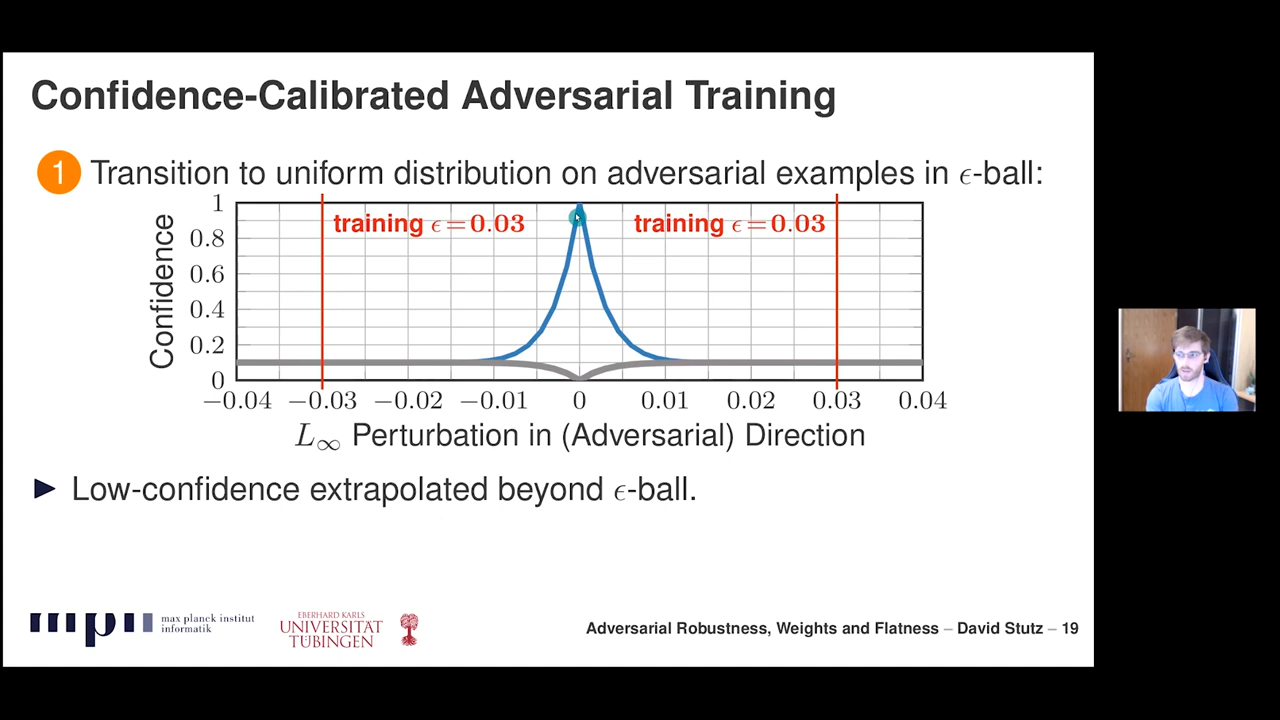 Confidence-Calibrated Adversarial Training
1 Transition to uniform distribution on adversarial examples in ϵ-ball:
training ϵ=0.03 training ϵ=0.03
Confidence
1
0.8
0.6
0.4
0.2
0
−0.04 −0.03 −0.02 −0.01 0 0.01 0.02 0.03 0.04
L∞ Perturbation in (Adversarial) Direction
Low-confidence extrapolated beyond ϵ-ball.
mpii max planck institut
informatik
EBERHARD KARLS
UNIVERSITÄT
TÜBINGEN
Adversarial Robustness, Weights and Flatness – David Stutz – 19